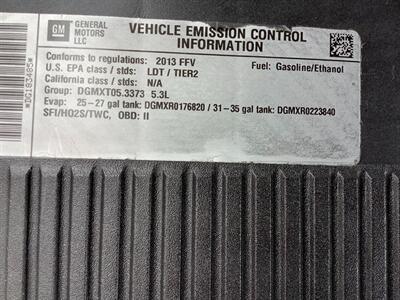 GM
GENERAL MOTORS LLC
VEHICLE EMISSION CONTROL
INFORMATION
Conforms to regulations: 2013 FFV
Fuel: Gasoline/Ethanol
U.S. EPA class / stds: LDT / TIER2
California class / stds: N/A
Group: DGMXT05.3373 5.3L
Evap: 25-27 gal tank: DGMXR0176820 / 31-35 gal tank: DGMXR0223840
SFI/HO2S/TWC, OBD: II